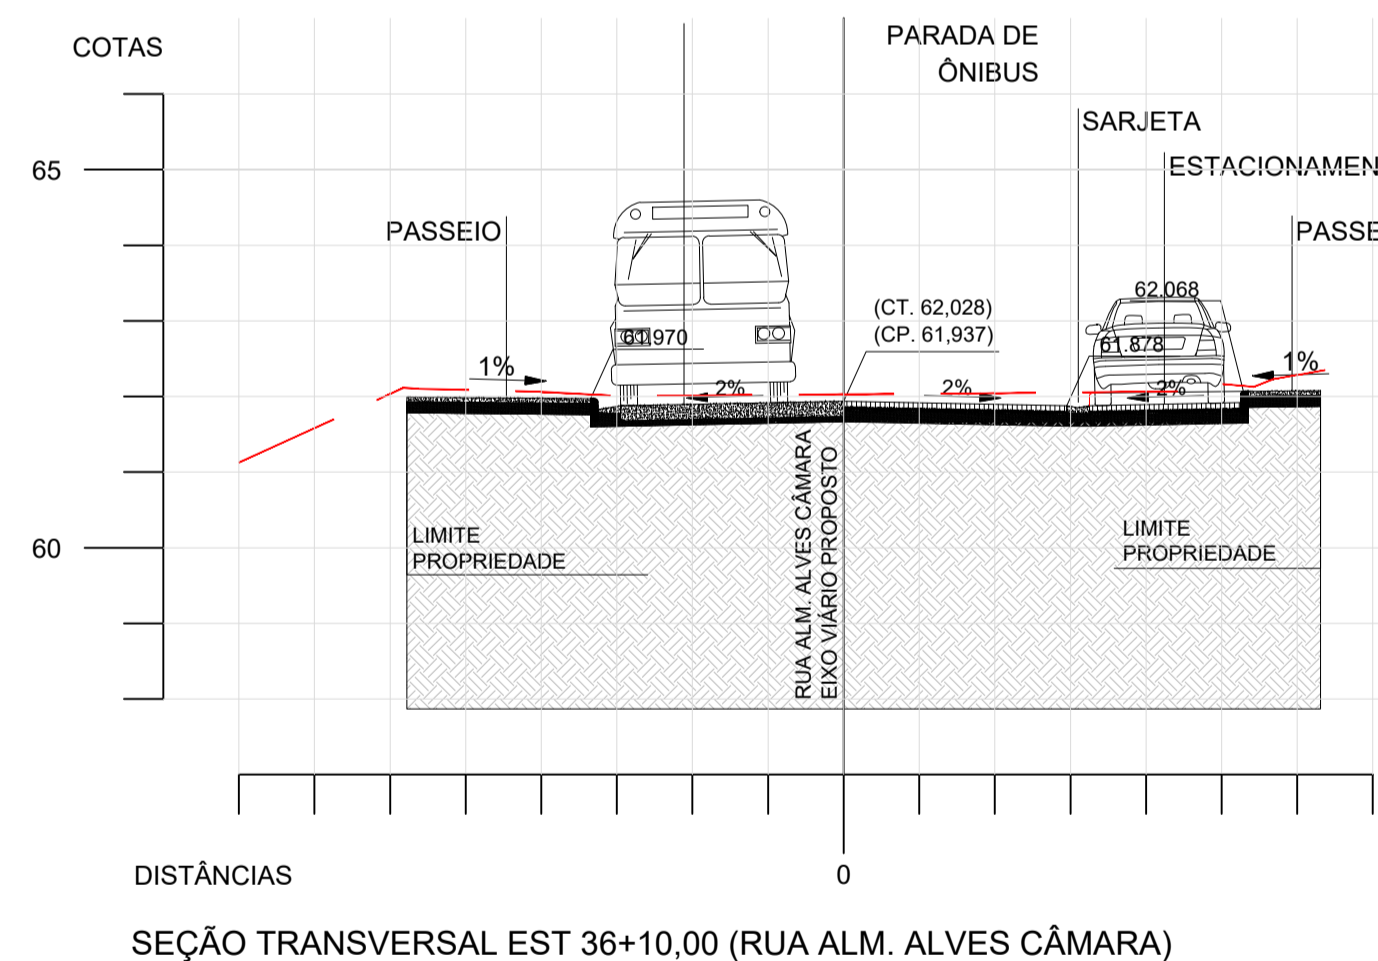 COTAS
PARADA DE
ÔNIBUS
SARJETA
65
ESTACIONAMEN
PASSEIO
PASSE
62.068
(CT. 62,028)
(CP. 61,937)
61.970
61.878
1%
1%
2%
2%
2%
RUA ALM. ALVES CÂMARA
EIXO VIÁRIO PROPOSTO
LIMITE
PROPRIEDADE
LIMITE
PROPRIEDADE
60
DISTÂNCIAS
0
SEÇÃO TRANSVERSAL EST 36+10,00 (RUA ALM. ALVES CÂMARA)